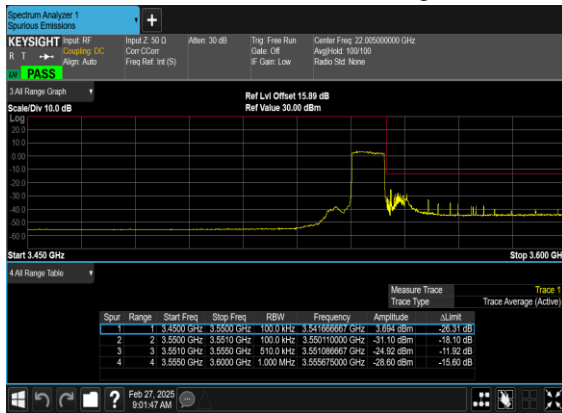 Spectrum Analyzer 1
Spurious Emissions
KEYSIGHT Input: RF Input Z: 50 Ω Atten: 30 dB Trig: Free Run Center Freq: 22.005000000 GHz
R T Coupling: DC Corr CCorr Gate: Off Avg|Hold: 100/100
Align: Auto Freq Ref: Int (S) IF Gain: Low Radio Std: None
PASS
3 All Range Graph Ref Lvl Offset 15.89 dB
Scale/Div 10.0 dB Ref Value 30.00 dBm
Log
20.0
10.0
0.00
-10.0
-20.0
-30.0
-40.0
-50.0
-60.0
Start 3.450 GHz Stop 3.600 GH
4 All Range Table
Measure Trace Trace 1
Trace Type Trace Average (Active)
Spur Range Start Freq Stop Freq RBW Frequency Amplitude ΔLimit
1 1 3.4500 GHz 3.5500 GHz 100.0 kHz 3.541666667 GHz 3.694 dBm -26.31 dB
2 2 3.5500 GHz 3.5510 GHz 100.0 kHz 3.550110000 GHz -31.10 dBm -18.10 dB
3 3 3.5510 GHz 3.5550 GHz 510.0 kHz 3.551086667 GHz -24.92 dBm -11.92 dB
4 4 3.5550 GHz 3.6000 GHz 1.000 MHz 3.555675000 GHz -28.60 dBm -15.60 dB
Feb 27, 2025
9:01:47 AM